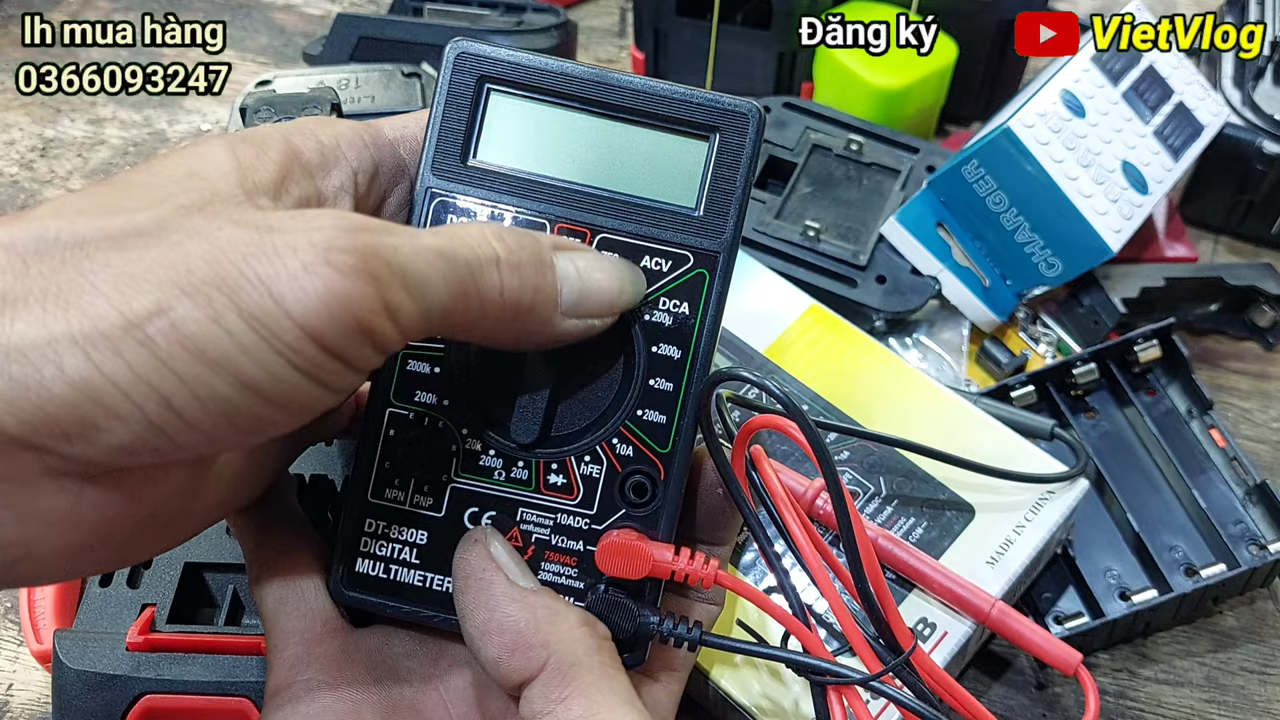 lh mua hàng
0366093247
Đăng ký
VietVlog
18V
ACV
DCA
200µ
2000µ
20m
200m
10A
hFE
2000k
200k
20k
2000
200
Ω
E
B
C
E
E
B
C
E
NPN
PNP
CE
10Amax
unfused
10ADC
VΩmA
750VAC
1000VDC
200mAmax
DT-830B
DIGITAL
MULTIMETER
CHARGER
MADE IN CHINA